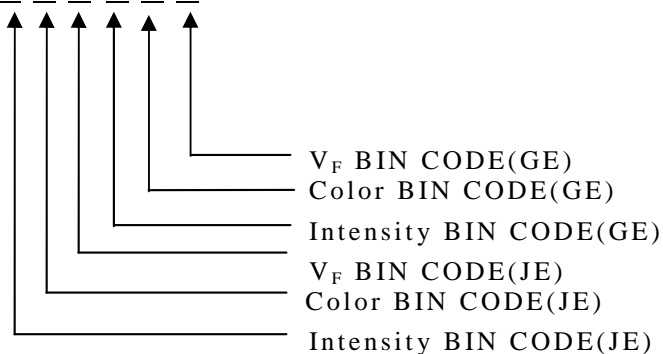 V_F BIN CODE(GE)
Color BIN CODE(GE)
Intensity BIN CODE(GE)
V_F BIN CODE(JE)
Color BIN CODE(JE)
Intensity BIN CODE(JE)